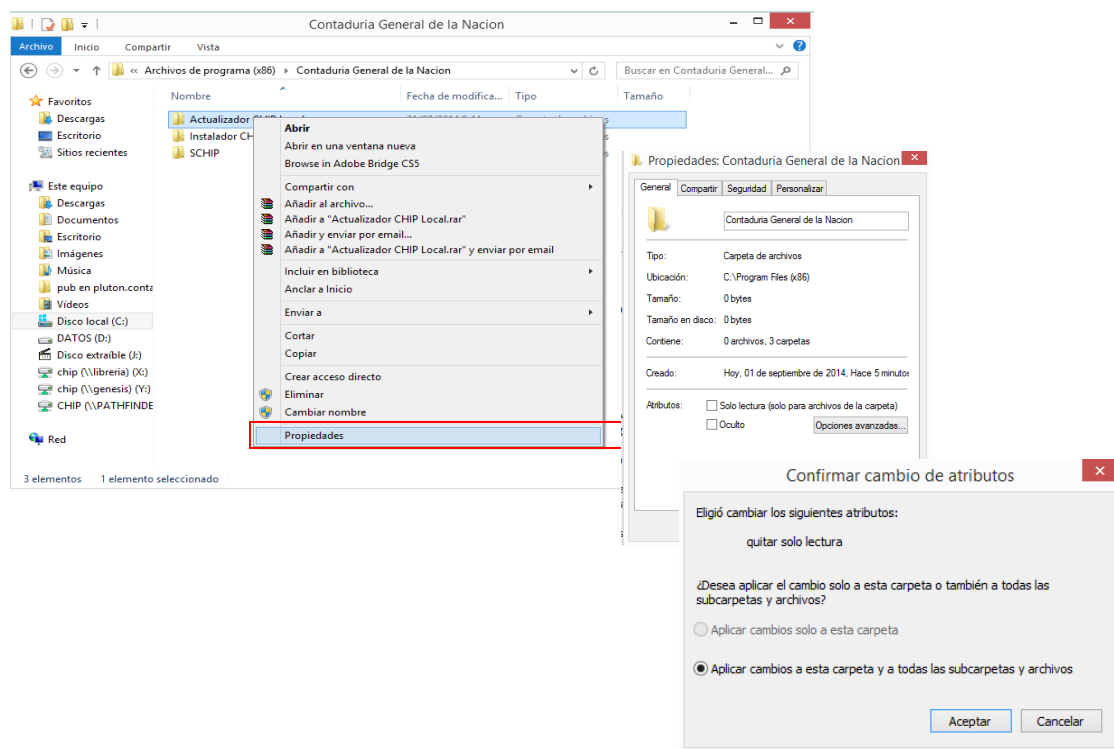 Contaduria General de la Nacion
Archivo Inicio Compartir Vista
« Archivos de programa (x86) Contaduria General de la Nacion
Buscar en Contaduria General...
Favoritos
Descargas
Escritorio
Sitios recientes
Este equipo
Descargas
Documentos
Escritorio
Imágenes
Música
pub en pluton.conta
Vídeos
Disco local (C:)
DATOS (D:)
Disco extraíble (J:)
chip (\\libreria) (X:)
chip (\\genesis) (Y:)
CHIP (\\PATHFINDE
Red
Nombre Fecha de modifica... Tipo Tamaño
Actualizador
Instalador CH
SCHIP
Abrir
Abrir en una ventana nueva
Browse in Adobe Bridge CS5
Compartir con
Añadir al archivo...
Añadir a "Actualizador CHIP Local.rar"
Añadir y enviar por email...
Añadir a "Actualizador CHIP Local.rar" y enviar por email
Incluir en biblioteca
Anclar a Inicio
Enviar a
Cortar
Copiar
Crear acceso directo
Eliminar
Cambiar nombre
Propiedades
3 elementos 1 elemento seleccionado
Propiedades: Contaduria General de la Nacion
General Compartir Seguridad Personalizar
Contaduria General de la Nacion
Tipo: Carpeta de archivos
Ubicación: C:\Program Files (x86)
Tamaño: 0 bytes
Tamaño en disco: 0 bytes
Contiene: 0 archivos, 3 carpetas
Creado: Hoy, 01 de septiembre de 2014, Hace 5 minutos
Atributos: Solo lectura (solo para archivos de la carpeta)
Oculto Opciones avanzadas...
Confirmar cambio de atributos
Eligió cambiar los siguientes atributos:
quitar solo lectura
¿Desea aplicar el cambio solo a esta carpeta o también a todas las
subcarpetas y archivos?
Aplicar cambios solo a esta carpeta
Aplicar cambios a esta carpeta y a todas las subcarpetas y archivos
Aceptar Cancelar